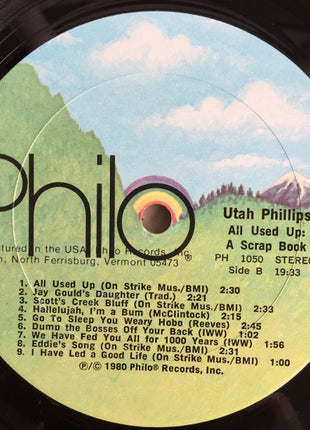 Philo
Utah Phillips
All Used Up:
A Scrap Book
PH 1050 STEREO
Side B 19:33
tured in the USA, Philo Records, Inc.
North Ferrisburg, Vermont 05473
1. All Used Up (On Strike Mus./BMI) 2:30
2. Jay Gould's Daughter (Trad.) 2:21
3. Scott's Creek Bluff (On Strike Mus./BMI) 2:33
4. Hallelujah, I'm a Bum (McClintock) 2:22
5. Go To Sleep You Weary Hobo (Reeves) 2:45
6. Dump the Bosses Off Your Back (IWW) 2:00
7. We Have Fed You All for 1000 Years (IWW) 1:56
8. Eddie's Song (On Strike Mus./BMI) 2:33
9. I Have Led a Good Life (On Strike Mus./BMI) 1:00
℗/© 1980 Philo® Records, Inc.